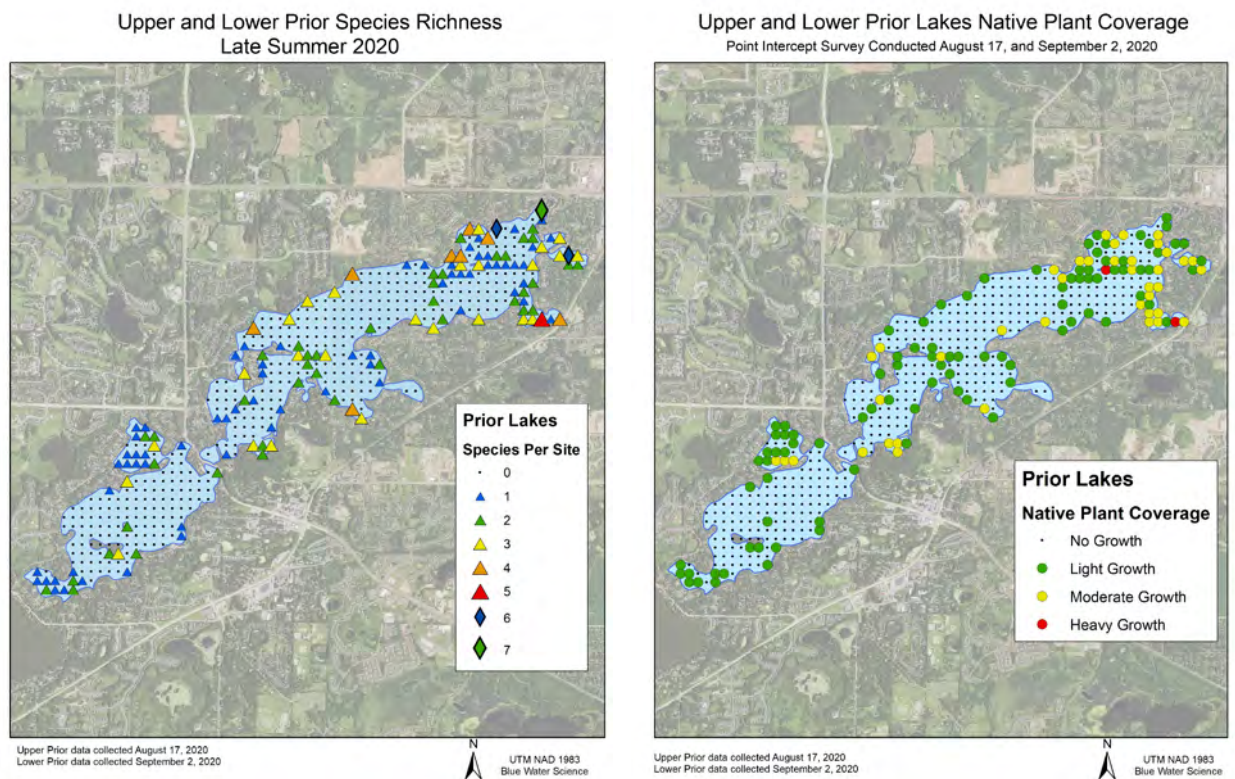 Upper and Lower Prior Species Richness
Late Summer 2020
Prior Lakes
Species Per Site
0
1
2
3
4
5
6
7
Upper Prior data collected August 17, 2020
Lower Prior data collected September 2, 2020
N
UTM NAD 1983
Blue Water Science
Upper and Lower Prior Lakes Native Plant Coverage
Point Intercept Survey Conducted August 17, and September 2, 2020
Prior Lakes
Native Plant Coverage
No Growth
Light Growth
Moderate Growth
Heavy Growth
Upper Prior data collected August 17, 2020
Lower Prior data collected September 2, 2020
N
UTM NAD 1983
Blue Water Science